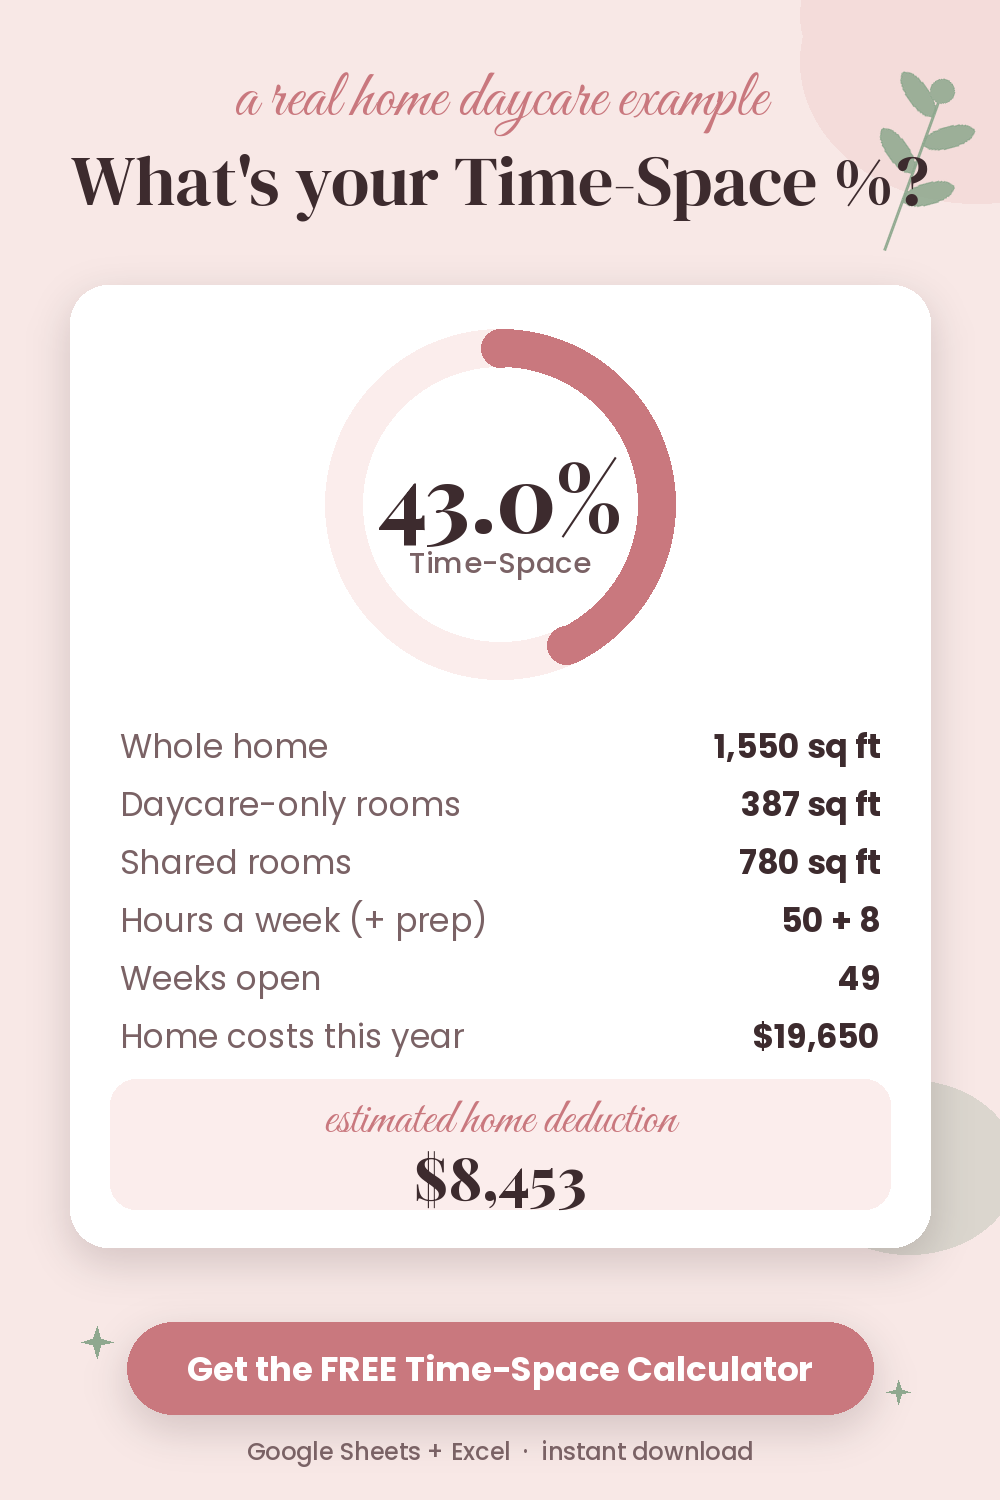 a real home daycare example
What's your Time-Space %?
43.0%
Time-Space
Whole home 1,550 sq ft
Daycare-only rooms 387 sq ft
Shared rooms 780 sq ft
Hours a week (+ prep) 50 + 8
Weeks open 49
Home costs this year $19,650
estimated home deduction
$8,453
Get the FREE Time-Space Calculator
Google Sheets + Excel · instant download